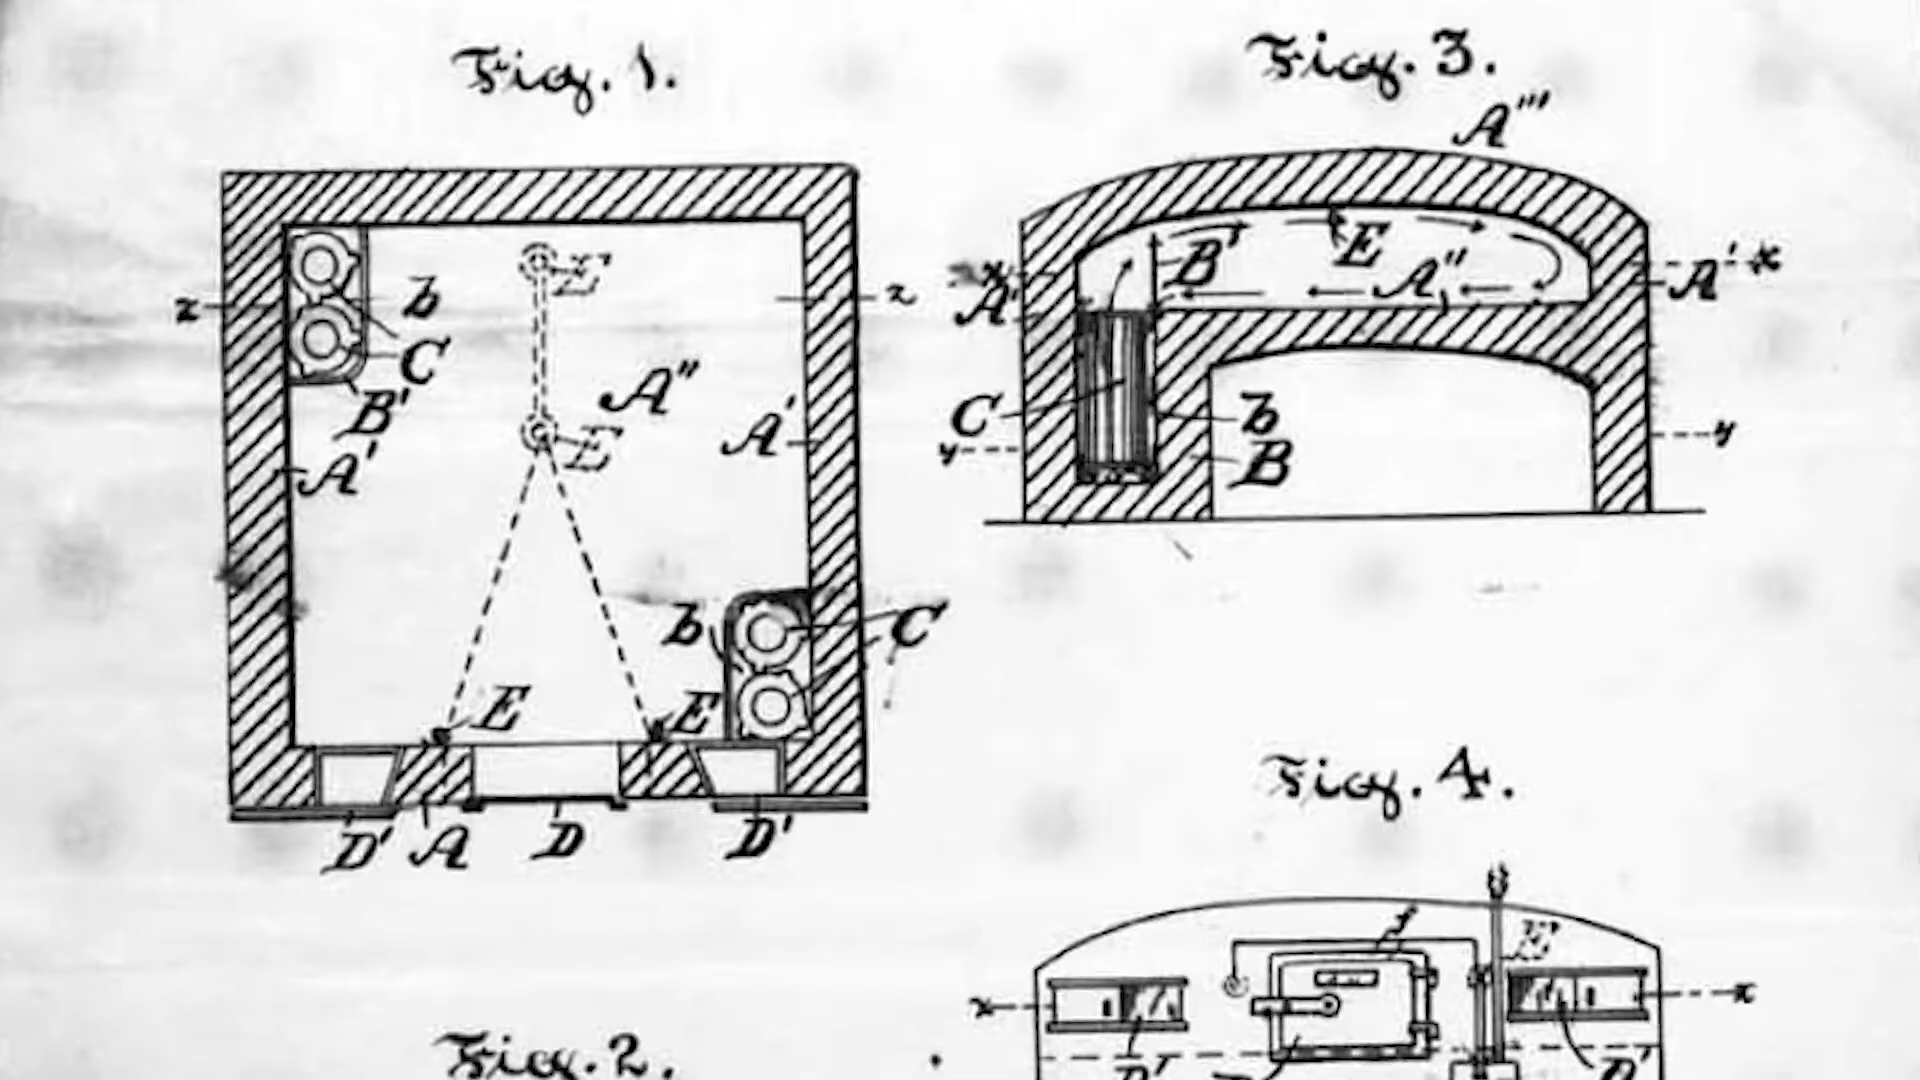 Fig. 1.
E
z
b
z
C
A"
B'
A'
E
A'
b
C
E
E
D'
A
D
D'
Fig. 3.
A'''
B'
E
x
A'
x
A'
A"
C
b
y
y
B
Fig. 4.
f
E
x
x
D'
D'
Fig. 2.